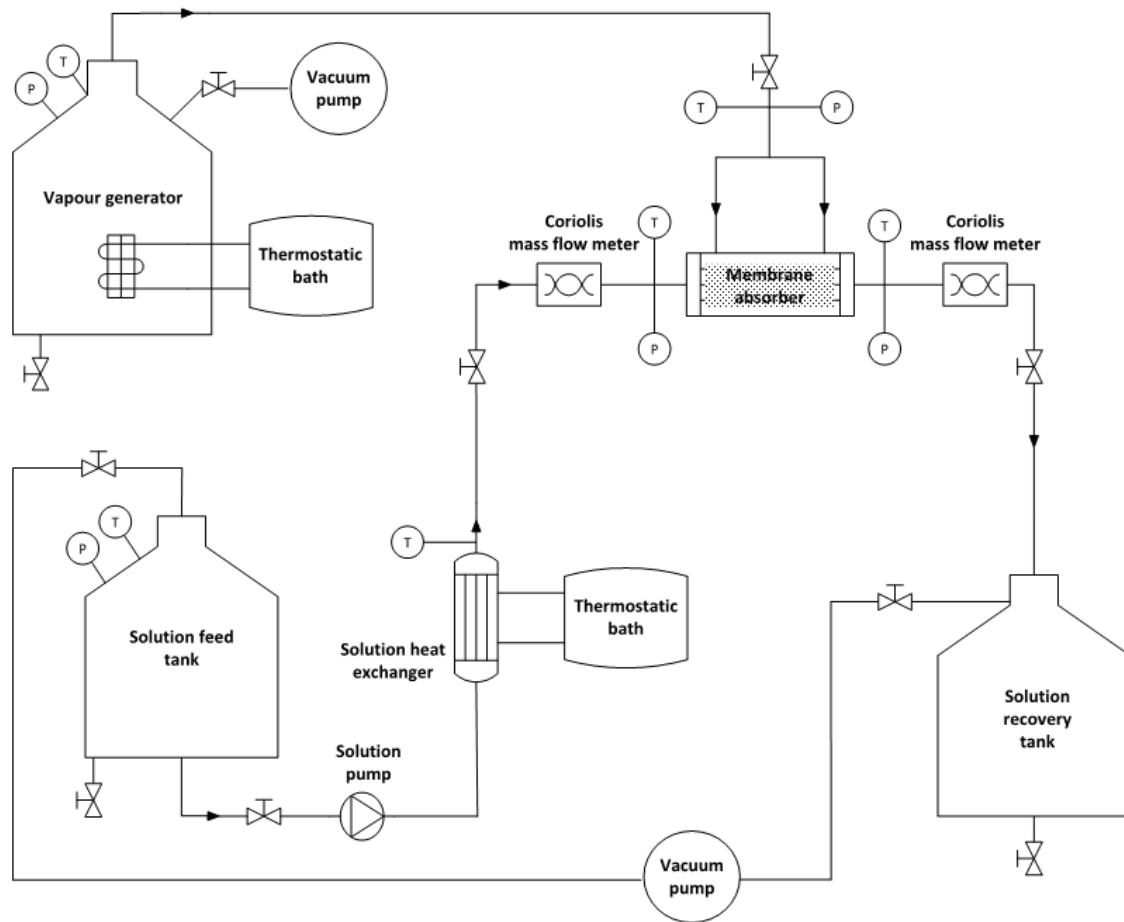 T
P
Vacuum
pump
Vapour generator
Thermostatic
bath
T
P
Coriolis
mass flow meter
T
T
Coriolis
mass flow meter
Membrane
absorber
P
P
T
P
Solution feed
tank
T
Solution heat
exchanger
Thermostatic
bath
Solution
pump
Solution
recovery
tank
Vacuum
pump